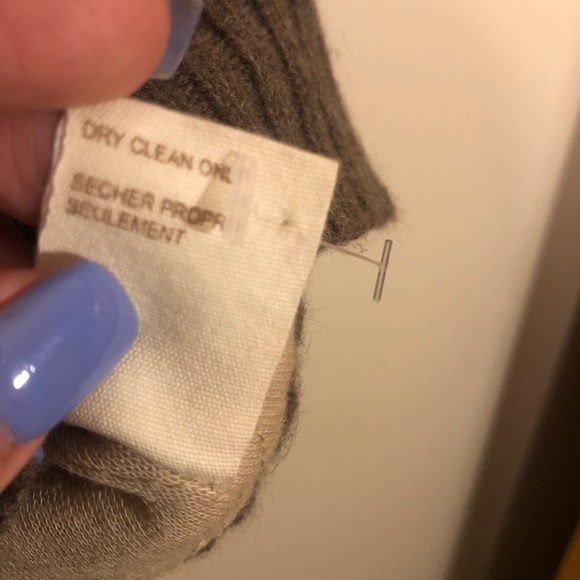 DRY CLEAN ONL
SECHER PROPR
SEULEMENT